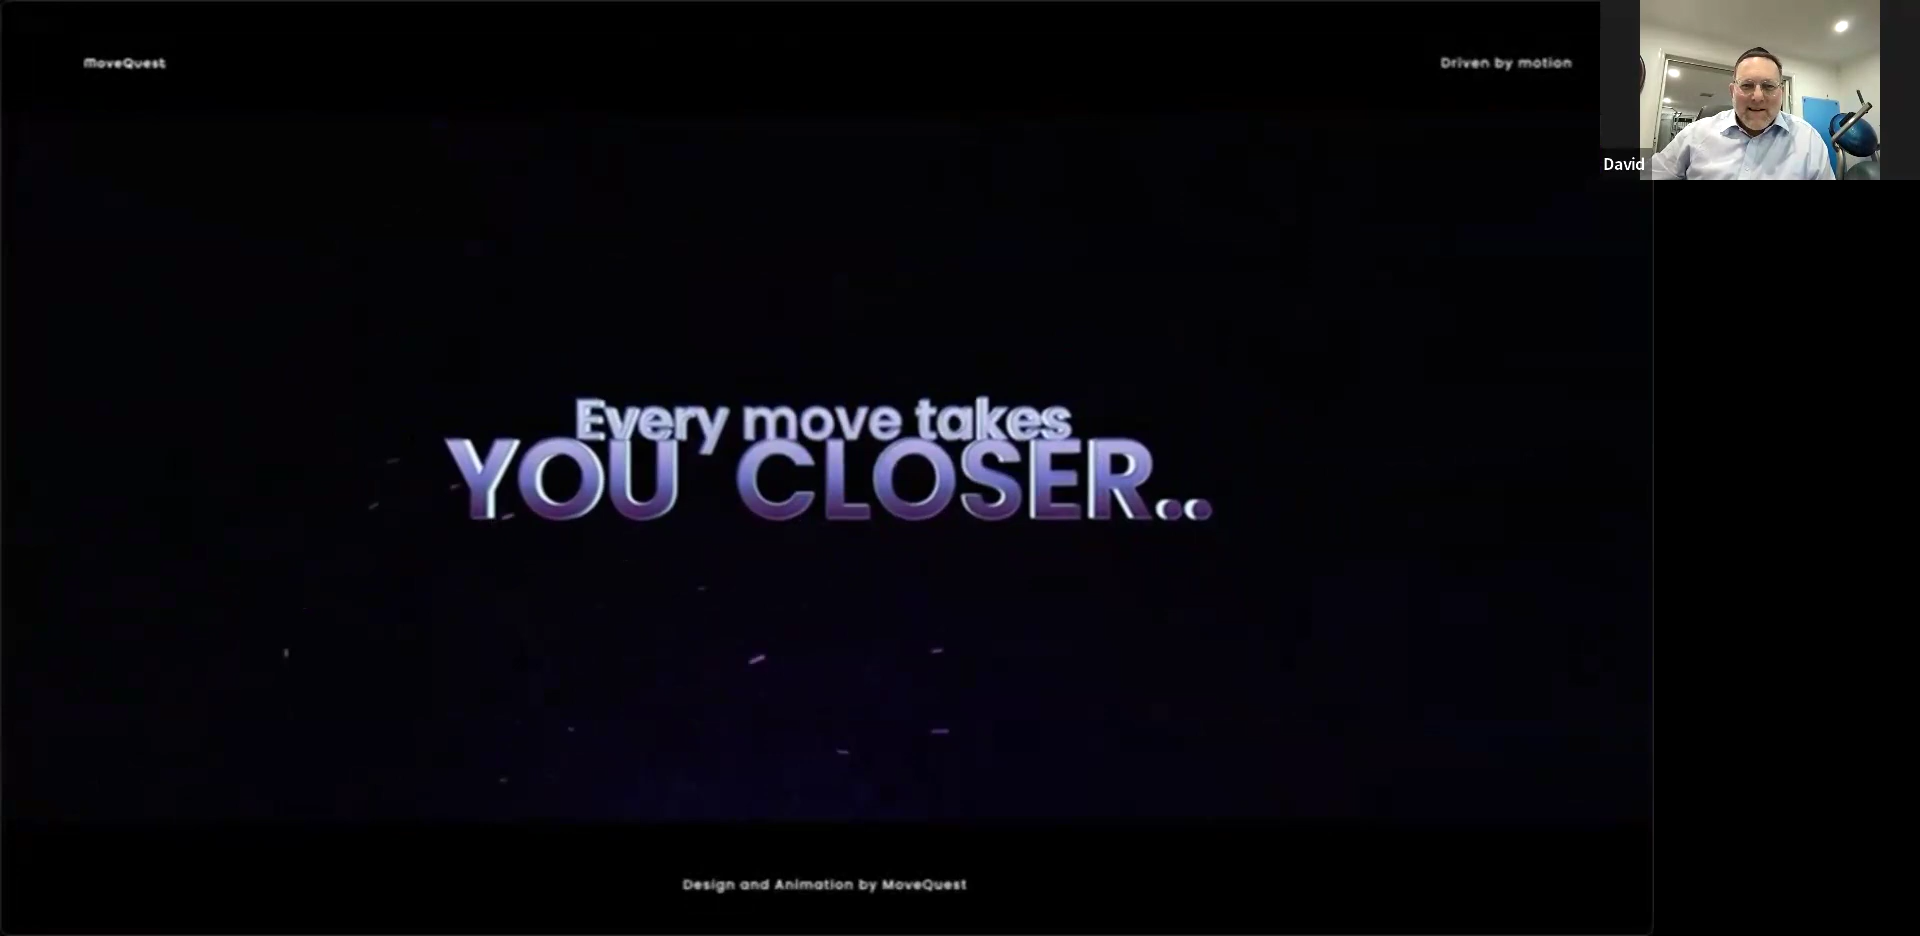 MoveQuest
Driven by motion
David
Every move takes
YOU CLOSER..
Design and Animation by MoveQuest